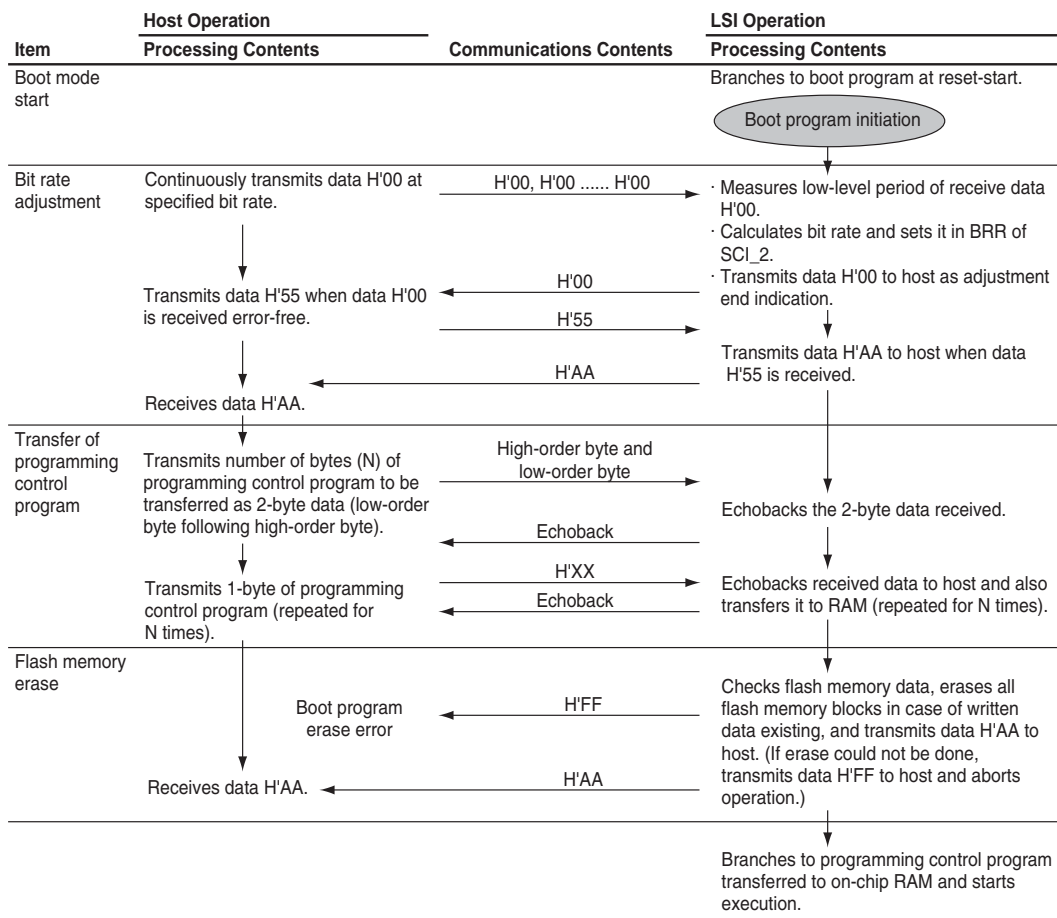 Host Operation
LSI Operation
Item
Processing Contents
Communications Contents
Processing Contents
Boot mode
start
Branches to boot program at reset-start.
Boot program initiation
Bit rate
adjustment
Continuously transmits data H'00 at
specified bit rate.
H'00, H'00 ...... H'00
· Measures low-level period of receive data
H'00.
· Calculates bit rate and sets it in BRR of
SCI_2.
· Transmits data H'00 to host as adjustment
end indication.
H'00
Transmits data H'55 when data H'00
is received error-free.
H'55
Transmits data H'AA to host when data
H'55 is received.
H'AA
Receives data H'AA.
Transfer of
programming
control
program
Transmits number of bytes (N) of
programming control program to be
transferred as 2-byte data (low-order
byte following high-order byte).
High-order byte and
low-order byte
Echobacks the 2-byte data received.
Echoback
Transmits 1-byte of programming
control program (repeated for
N times).
H'XX
Echoback
Echobacks received data to host and also
transfers it to RAM (repeated for N times).
Flash memory
erase
Boot program
erase error
H'FF
Checks flash memory data, erases all
flash memory blocks in case of written
data existing, and transmits data H'AA to
host. (If erase could not be done,
transmits data H'FF to host and aborts
operation.)
Receives data H'AA.
H'AA
Branches to programming control program
transferred to on-chip RAM and starts
execution.